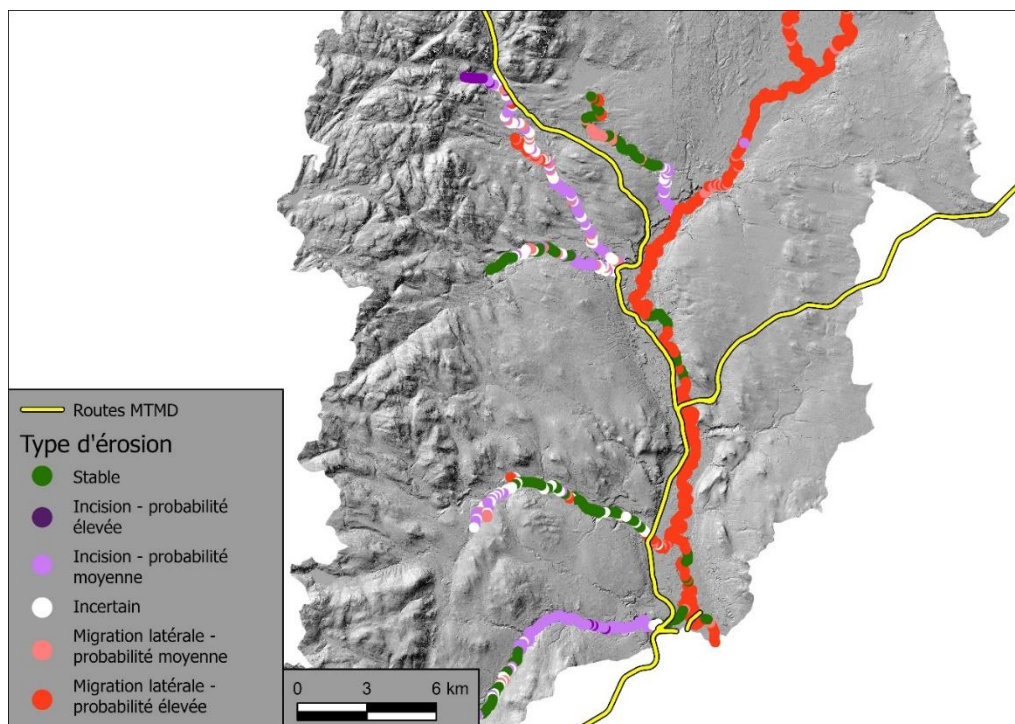 Routes MTMD
Type d'érosion
Stable
Incision - probabilité
élevée
Incision - probabilité
moyenne
Incertain
Migration latérale -
probabilité moyenne
Migration latérale -
probabilité élevée
0 3 6 km